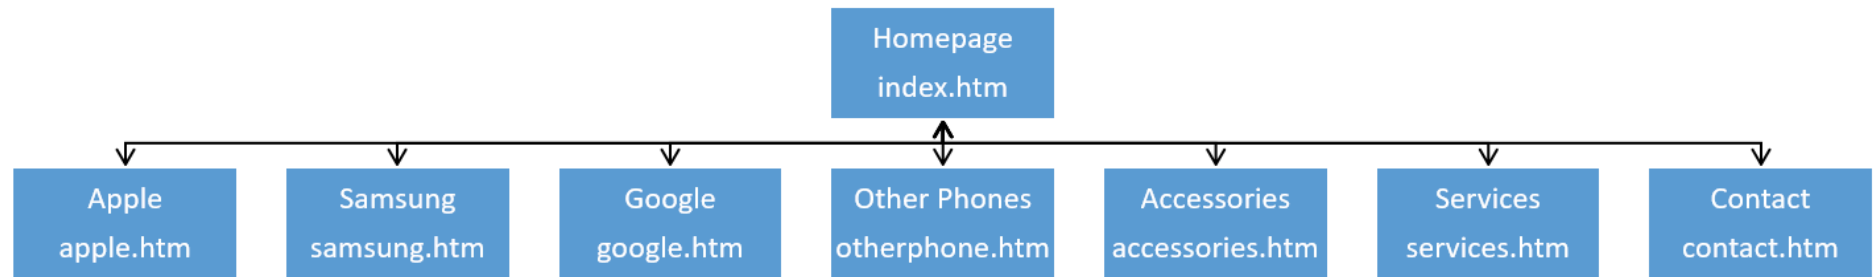 Homepage
index.htm
Apple
apple.htm
Samsung
samsung.htm
Google
google.htm
Other Phones
otherphone.htm
Accessories
accessories.htm
Services
services.htm
Contact
contact.htm